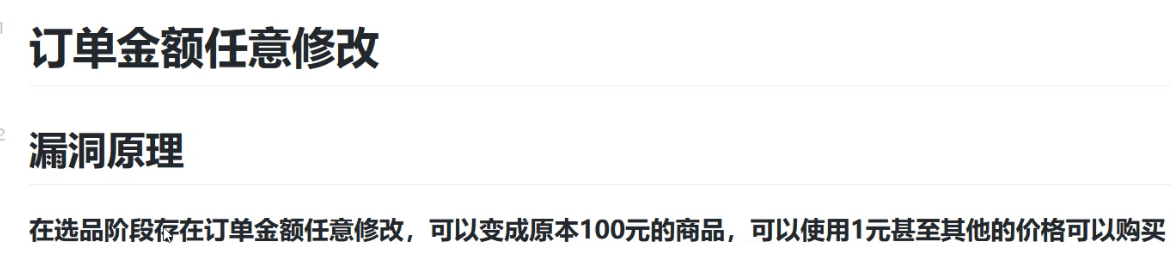 1
订单金额任意修改
2
漏洞原理
在选品阶段存在订单金额任意修改，可以变成原本100元的商品，可以使用1元甚至其他的价格可以购买